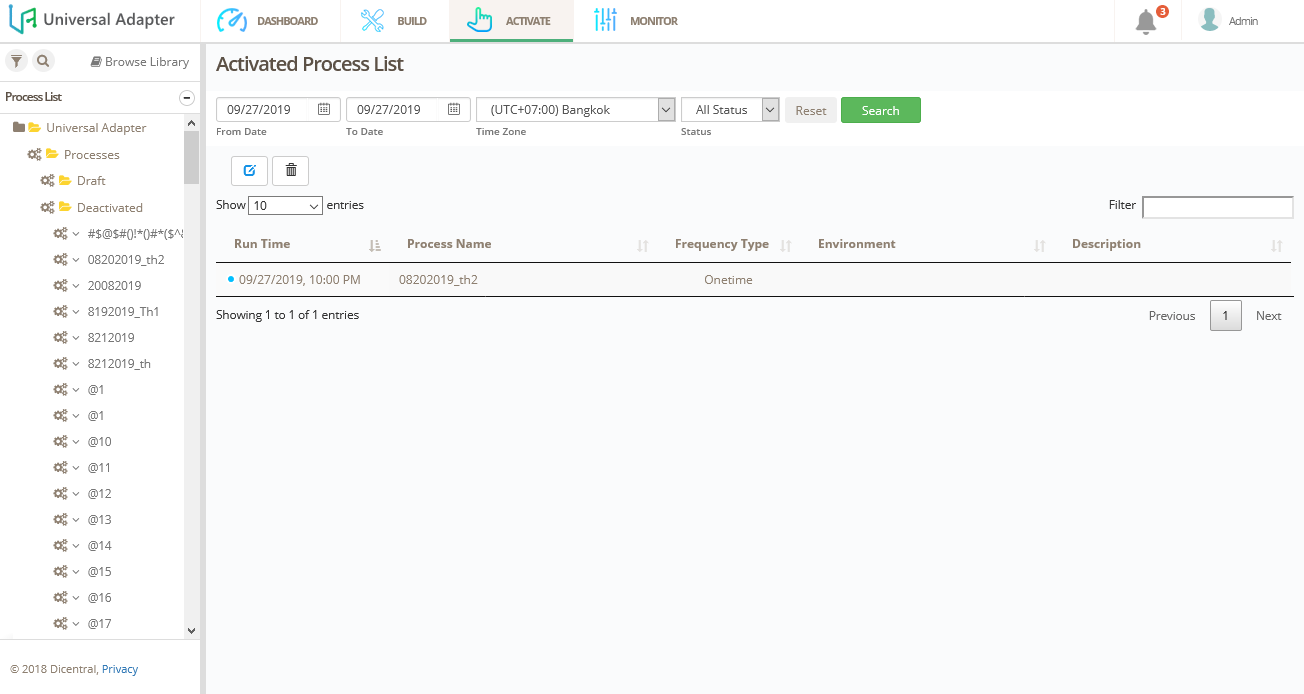 Universal Adapter
DASHBOARD
BUILD
ACTIVATE
MONITOR
3
Admin
Browse Library
Process List
Universal Adapter
Processes
Draft
Deactivated
#$@$#()!*()#*($^
08202019_th2
20082019
8192019_Th1
8212019
8212019_th
@1
@1
@10
@11
@12
@13
@14
@15
@16
@17
© 2018 Dicentral, Privacy
Activated Process List
09/27/2019 09/27/2019 (UTC+07:00) Bangkok All Status Reset Search
From Date To Date Time Zone Status
Show 10 entries Filter
Run Time Process Name Frequency Type Environment Description
09/27/2019, 10:00 PM 08202019_th2 Onetime
Showing 1 to 1 of 1 entries Previous 1 Next